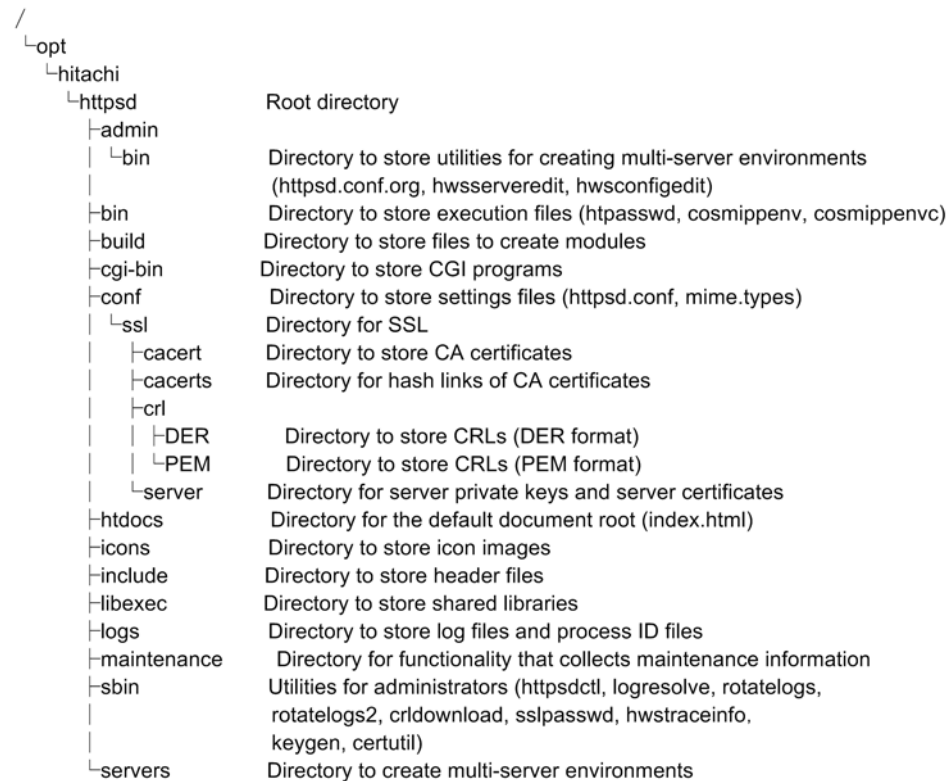 /
└opt
└hitachi
└httpsd Root directory
├admin
│ └bin Directory to store utilities for creating multi-server environments
│ (httpsd.conf.org, hwsserveredit, hwsconfigedit)
├bin Directory to store execution files (htpasswd, cosmippenv, cosmippenvc)
├build Directory to store files to create modules
├cgi-bin Directory to store CGI programs
├conf Directory to store settings files (httpsd.conf, mime.types)
│ └ssl Directory for SSL
│ ├cacert Directory to store CA certificates
│ ├cacerts Directory for hash links of CA certificates
│ ├crl
│ │ ├DER Directory to store CRLs (DER format)
│ │ └PEM Directory to store CRLs (PEM format)
│ └server Directory for server private keys and server certificates
├htdocs Directory for the default document root (index.html)
├icons Directory to store icon images
├include Directory to store header files
├libexec Directory to store shared libraries
├logs Directory to store log files and process ID files
├maintenance Directory for functionality that collects maintenance information
├sbin Utilities for administrators (httpsdctl, logresolve, rotatelogs,
│ rotatelogs2, crldownload, sslpasswd, hwstraceinfo,
│ keygen, certutil)
└servers Directory to create multi-server environments